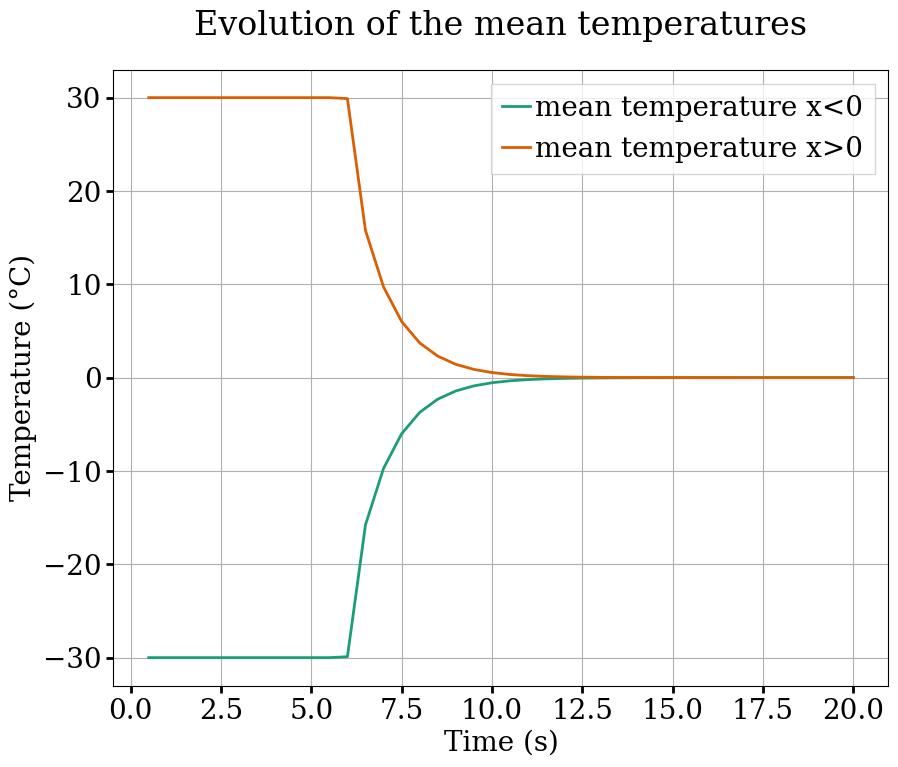 Evolution of the mean temperatures
mean temperature x<0
mean temperature x>0
Temperature (°C)
30
20
10
0
−10
−20
−30
0.0 2.5 5.0 7.5 10.0 12.5 15.0 17.5 20.0
Time (s)